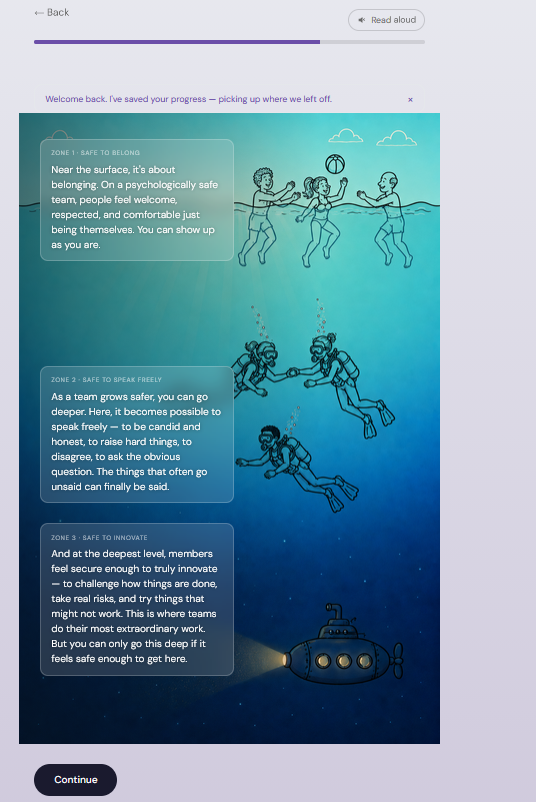 ← Back
Read aloud
Welcome back. I've saved your progress — picking up where we left off.
×
ZONE 1 · SAFE TO BELONG
Near the surface, it's about
belonging. On a psychologically safe
team, people feel welcome,
respected, and comfortable just
being themselves. You can show up
as you are.
ZONE 2 · SAFE TO SPEAK FREELY
As a team grows safer, you can go
deeper. Here, it becomes possible to
speak freely — to be candid and
honest, to raise hard things, to
disagree, to ask the obvious
question. The things that often go
unsaid can finally be said.
ZONE 3 · SAFE TO INNOVATE
And at the deepest level, members
feel secure enough to truly innovate
— to challenge how things are done,
take real risks, and try things that
might not work. This is where teams
do their most extraordinary work.
But you can only go this deep if it
feels safe enough to get here.
Continue